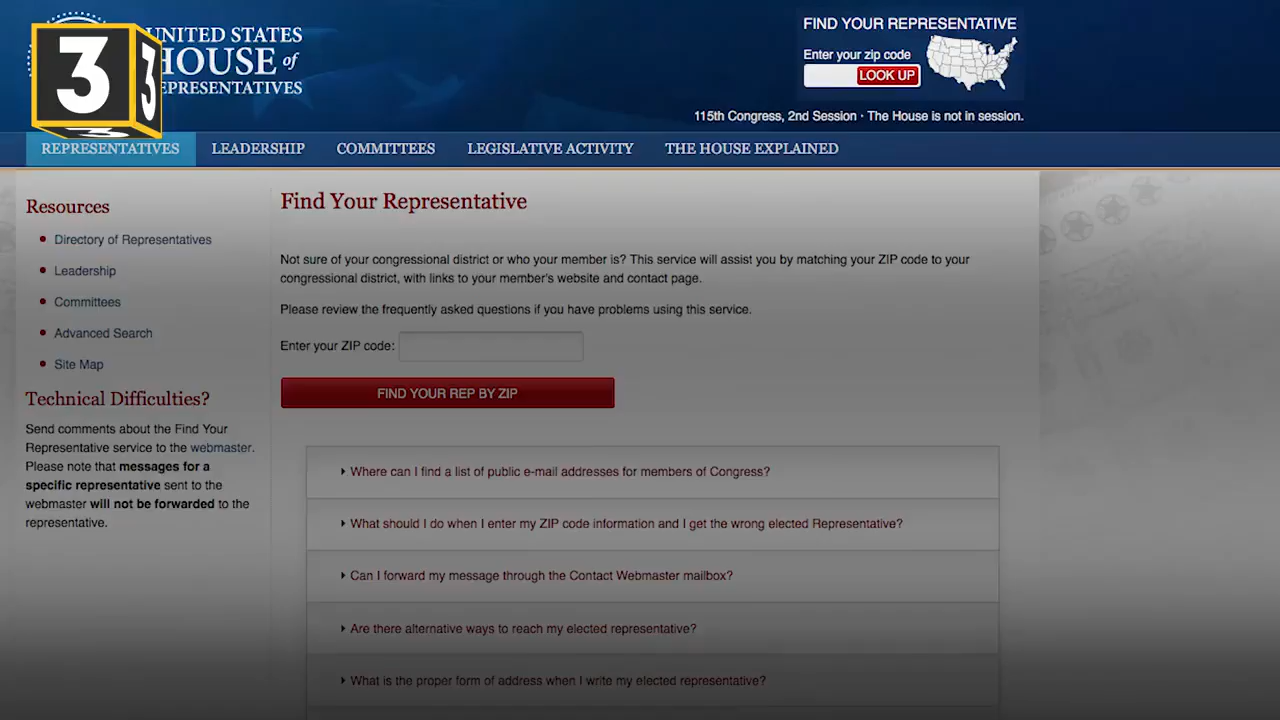 3
3
UNITED STATES
HOUSE of
REPRESENTATIVES
FIND YOUR REPRESENTATIVE
Enter your zip code
LOOK UP
115th Congress, 2nd Session · The House is not in session.
REPRESENTATIVES LEADERSHIP COMMITTEES LEGISLATIVE ACTIVITY THE HOUSE EXPLAINED
Resources
Directory of Representatives
Leadership
Committees
Advanced Search
Site Map
Technical Difficulties?
Send comments about the Find Your
Representative service to the webmaster.
Please note that messages for a
specific representative sent to the
webmaster will not be forwarded to the
representative.
Find Your Representative
Not sure of your congressional district or who your member is? This service will assist you by matching your ZIP code to your
congressional district, with links to your member's website and contact page.
Please review the frequently asked questions if you have problems using this service.
Enter your ZIP code:
FIND YOUR REP BY ZIP
Where can I find a list of public e-mail addresses for members of Congress?
What should I do when I enter my ZIP code information and I get the wrong elected Representative?
Can I forward my message through the Contact Webmaster mailbox?
Are there alternative ways to reach my elected representative?
What is the proper form of address when I write my elected representative?